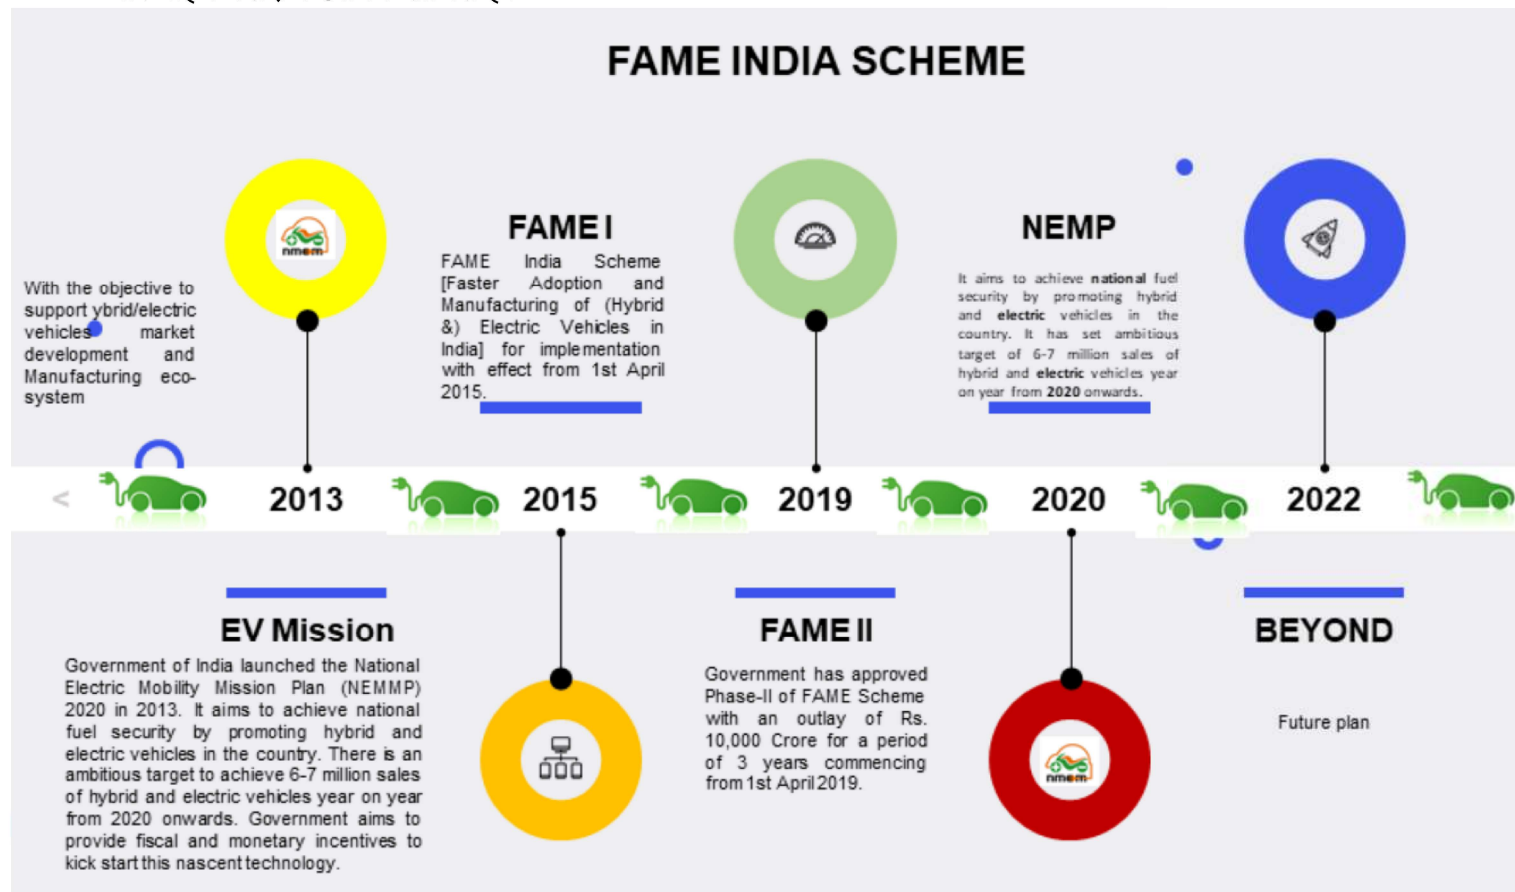 FAME INDIA SCHEME
nmem
With the objective to
support ybrid/electric
vehicles market
development and
Manufacturing eco-
system
FAME I
FAME India Scheme
[Faster Adoption and
Manufacturing of (Hybrid
&) Electric Vehicles in
India] for implementation
with effect from 1st April
2015.
NEMP
It aims to achieve national fuel
security by promoting hybrid
and electric vehicles in the
country. It has set ambitious
target of 6-7 million sales of
hybrid and electric vehicles year
on year from 2020 onwards.
< 2013 2015 2019 2020 2022
EV Mission
Government of India launched the National
Electric Mobility Mission Plan (NEMMP)
2020 in 2013. It aims to achieve national
fuel security by promoting hybrid and
electric vehicles in the country. There is an
ambitious target to achieve 6-7 million sales
of hybrid and electric vehicles year on year
from 2020 onwards. Government aims to
provide fiscal and monetary incentives to
kick start this nascent technology.
FAME II
Government has approved
Phase-II of FAME Scheme
with an outlay of Rs.
10,000 Crore for a period
of 3 years commencing
from 1st April 2019.
nmem
BEYOND
Future plan